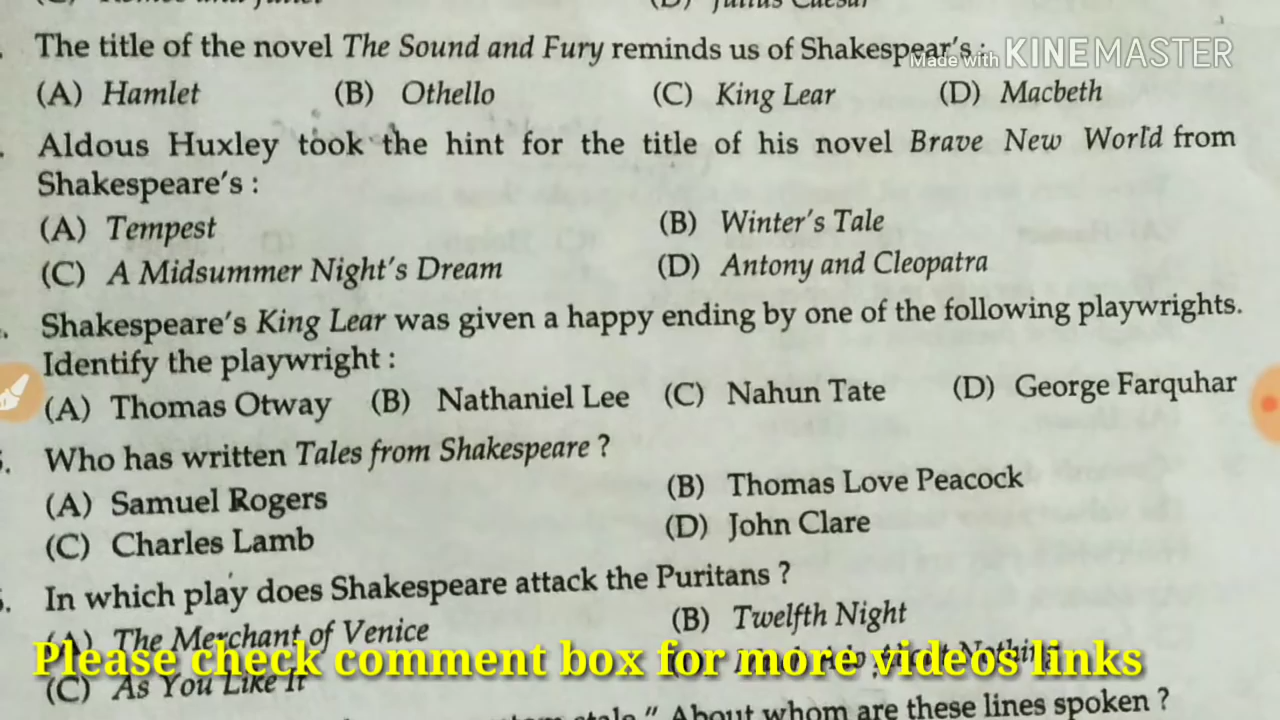 The title of the novel The Sound and Fury reminds us of Shakespear's :
Made with KINEMASTER
(A) Hamlet (B) Othello (C) King Lear (D) Macbeth
Aldous Huxley took the hint for the title of his novel Brave New World from
Shakespeare's :
(A) Tempest (B) Winter's Tale
(C) A Midsummer Night's Dream (D) Antony and Cleopatra
Shakespeare's King Lear was given a happy ending by one of the following playwrights.
Identify the playwright :
(A) Thomas Otway (B) Nathaniel Lee (C) Nahun Tate (D) George Farquhar
Who has written Tales from Shakespeare ?
(A) Samuel Rogers (B) Thomas Love Peacock
(C) Charles Lamb (D) John Clare
In which play does Shakespeare attack the Puritans ?
(A) The Merchant of Venice (B) Twelfth Night
Please check comment box for more videos links
(C) As You Like It
About whom are these lines spoken ?